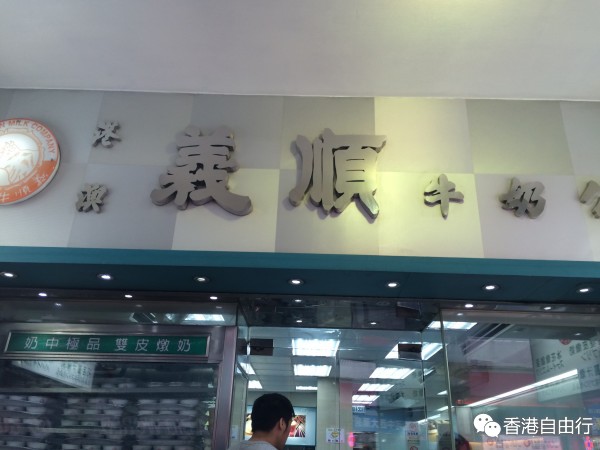 港澳 義順 牛奶公
奶中極品 雙皮燉奶
香港自由行